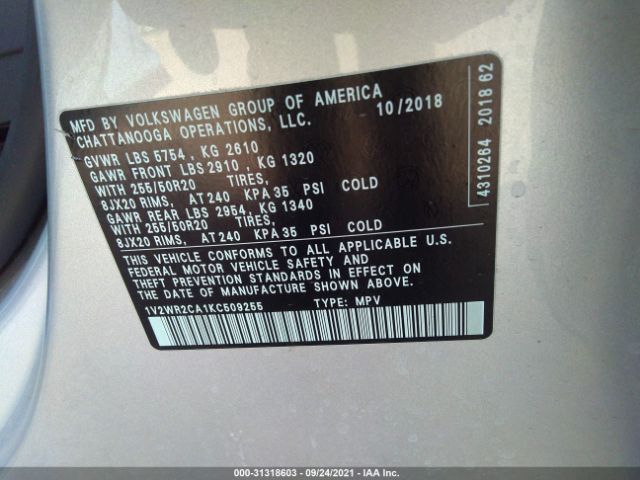 MFD BY VOLKSWAGEN GROUP OF AMERICA
CHATTANOOGA OPERATIONS, LLC. 10/2018
GVWR LBS 5754 , KG 2610
GAWR FRONT LBS 2910 , KG 1320
WITH 255/50R20 TIRES,
8JX20 RIMS, AT 240 KPA 35 PSI COLD
GAWR REAR LBS 2954, KG 1340
WITH 255/50R20 TIRES,
8JX20 RIMS, AT 240 KPA 35 PSI COLD
THIS VEHICLE CONFORMS TO ALL APPLICABLE U.S.
FEDERAL MOTOR VEHICLE SAFETY AND
THEFT PREVENTION STANDARDS IN EFFECT ON
THE DATE OF MANUFACTURE SHOWN ABOVE.
1V2WR2CA1KC509255 TYPE: MPV
4310264 2018 62
000-31318603 - 09/24/2021 - IAA Inc.